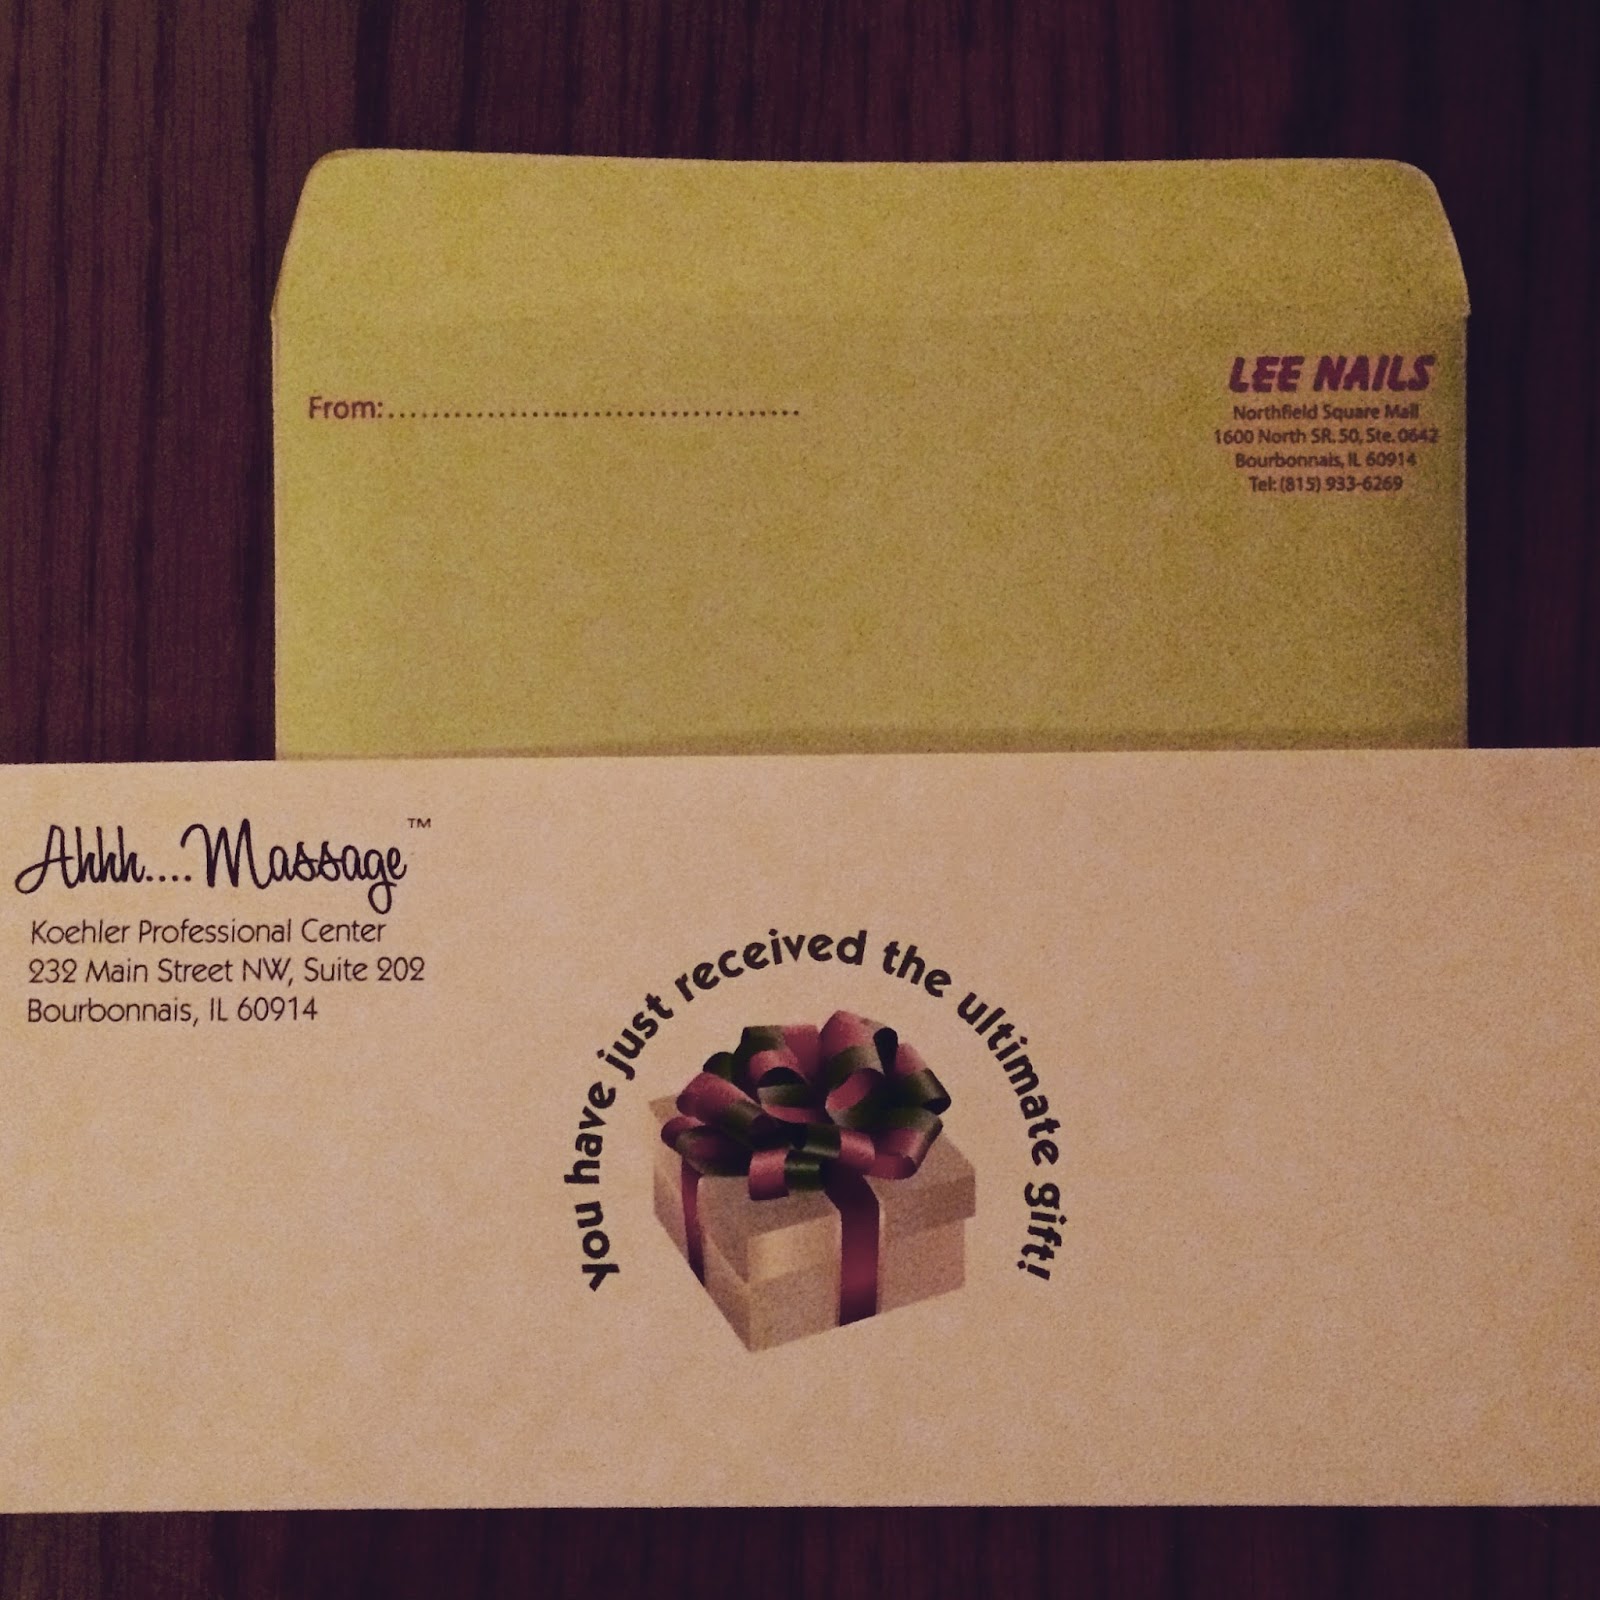 LEE NAILS
Northfield Square Mall
1600 North SR. 50, Ste. 0642
Bourbonnais, IL 60914
Tel: (815) 933-6269
From:.......................................
Ahhh....Massage™
Koehler Professional Center
232 Main Street NW, Suite 202
Bourbonnais, IL 60914
You have just received the ultimate gift!